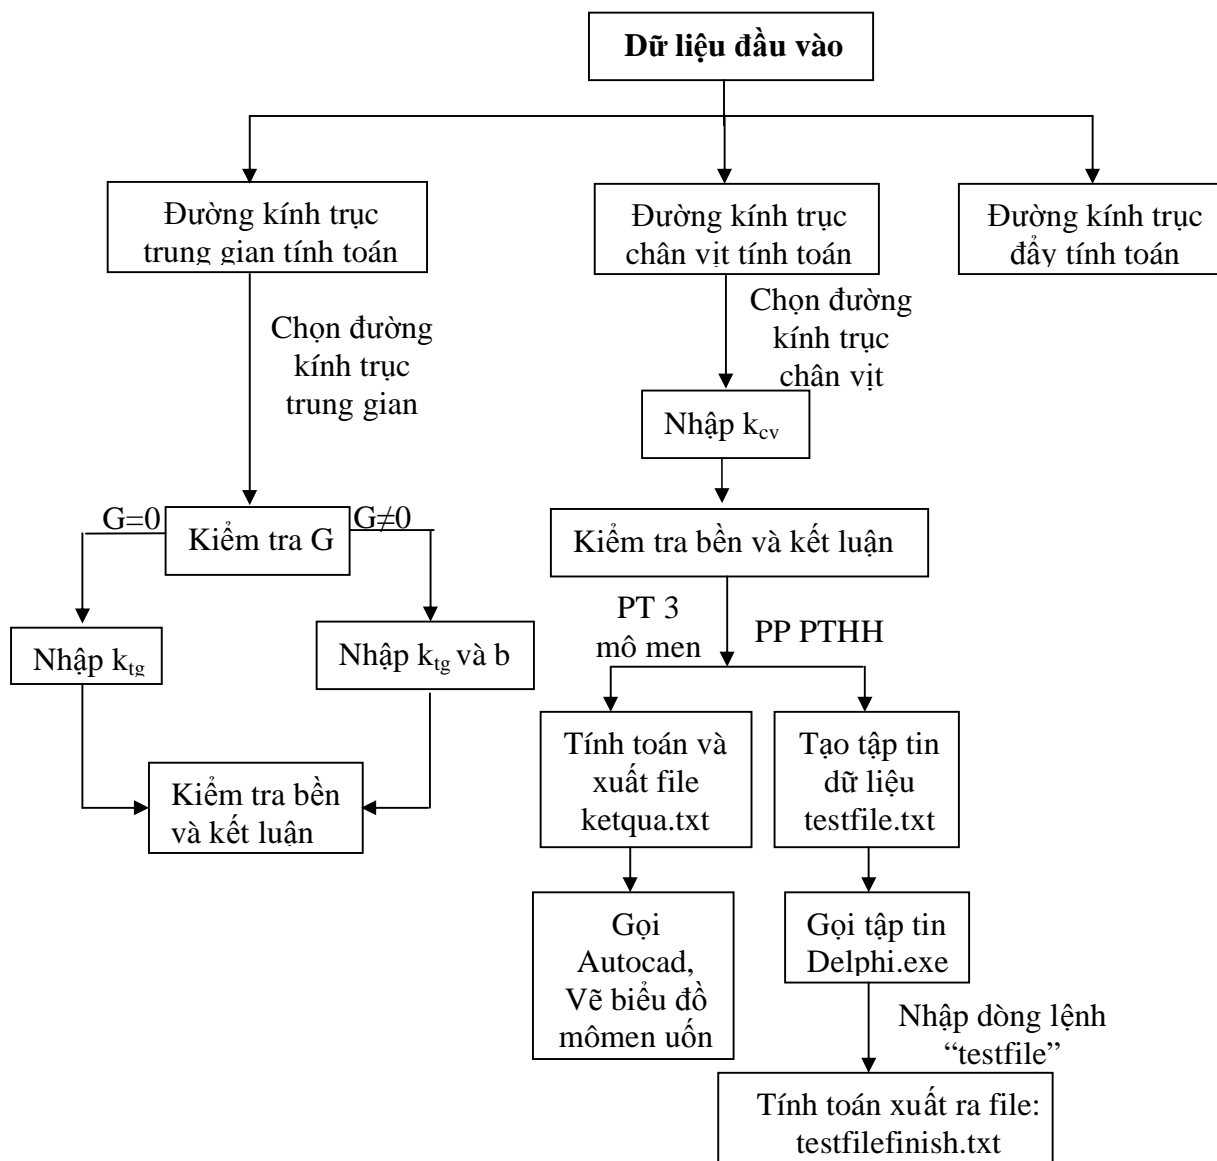 Dữ liệu đầu vào
Đường kính trục
trung gian tính toán
Đường kính trục
chân vịt tính toán
Đường kính trục
đẩy tính toán
Chọn đường
kính trục
trung gian
Chọn đường
kính trục
chân vịt
Nhập kcv
G=0
Kiểm tra G
G≠0
Kiểm tra bền và kết luận
Nhập ktg
Nhập ktg và b
PT 3
mô men
PP PTHH
Kiểm tra bền
và kết luận
Tính toán và
xuất file
ketqua.txt
Tạo tập tin
dữ liệu
testfile.txt
Gọi
Autocad,
Vẽ biểu đồ
mômen uốn
Gọi tập tin
Delphi.exe
Nhập dòng lệnh
“testfile”
Tính toán xuất ra file:
testfilefinish.txt